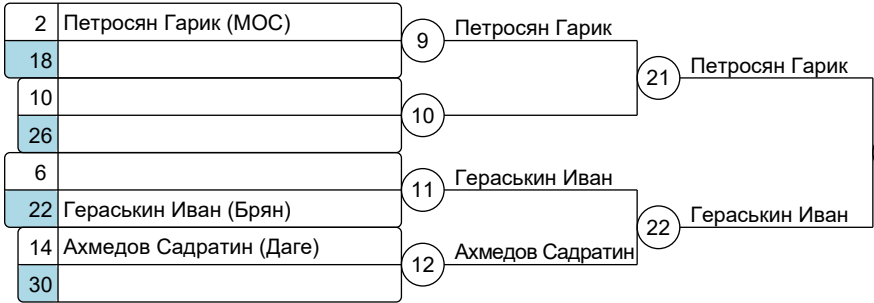 2 Петросян Гарик (МОС)
18
10
26
6
22 Гераськин Иван (Брян)
14 Ахмедов Садратин (Даге)
30
9 Петросян Гарик
10
11 Гераськин Иван
12 Ахмедов Садратин
21 Петросян Гарик
22 Гераськин Иван